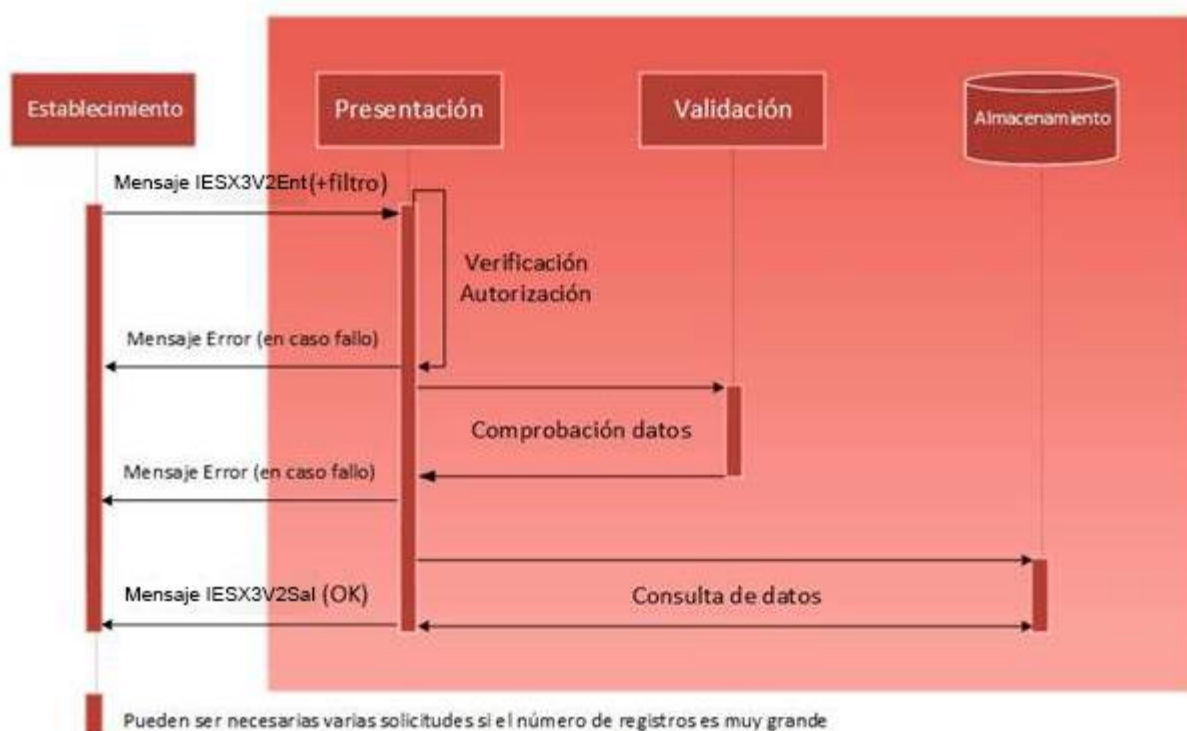 Establecimiento
Presentación
Validación
Almacenamiento
Mensaje IESX3V2Ent(+filtro)
Verificación
Autorización
Mensaje Error (en caso fallo)
Comprobación datos
Mensaje Error (en caso fallo)
Mensaje IESX3V2Sal (OK)
Consulta de datos
Pueden ser necesarias varias solicitudes si el número de registros es muy grande